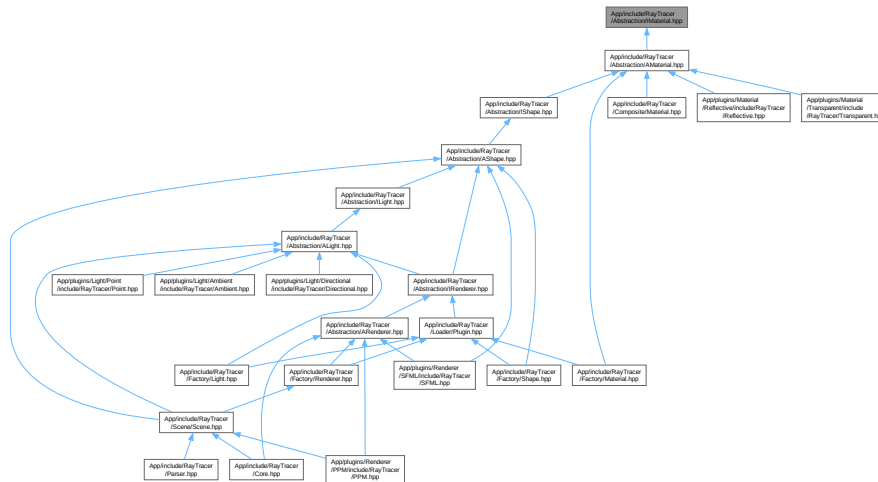 App/include/RayTracer
/Abstraction/IMaterial.hpp
App/include/RayTracer
/Abstraction/AMaterial.hpp
App/include/RayTracer
/Abstraction/IShape.hpp
App/include/RayTracer
/Composite/Material.hpp
App/plugins/Material
/Reflective/include/RayTracer
/Reflective.hpp
App/plugins/Material
/Transparent/include
/RayTracer/Transparent.h
App/include/RayTracer
/Abstraction/AShape.hpp
App/include/RayTracer
/Abstraction/ILight.hpp
App/include/RayTracer
/Abstraction/ALight.hpp
App/plugins/Light/Point
/include/RayTracer/Point.hpp
App/plugins/Light/Ambient
/include/RayTracer/Ambient.hpp
App/plugins/Light/Directional
/include/RayTracer/Directional.hpp
App/include/RayTracer
/Abstraction/IRenderer.hpp
App/include/RayTracer
/Abstraction/ARenderer.hpp
App/include/RayTracer
/Loader/Plugin.hpp
App/include/RayTracer
/Factory/Light.hpp
App/include/RayTracer
/Factory/Renderer.hpp
App/plugins/Renderer
/SFML/include/RayTracer
/SFML.hpp
App/include/RayTracer
/Factory/Shape.hpp
App/include/RayTracer
/Factory/Material.hpp
App/include/RayTracer
/Scene/Scene.hpp
App/include/RayTracer
/Parser.hpp
App/include/RayTracer
/Core.hpp
App/plugins/Renderer
/PPM/include/RayTracer
/PPM.hpp